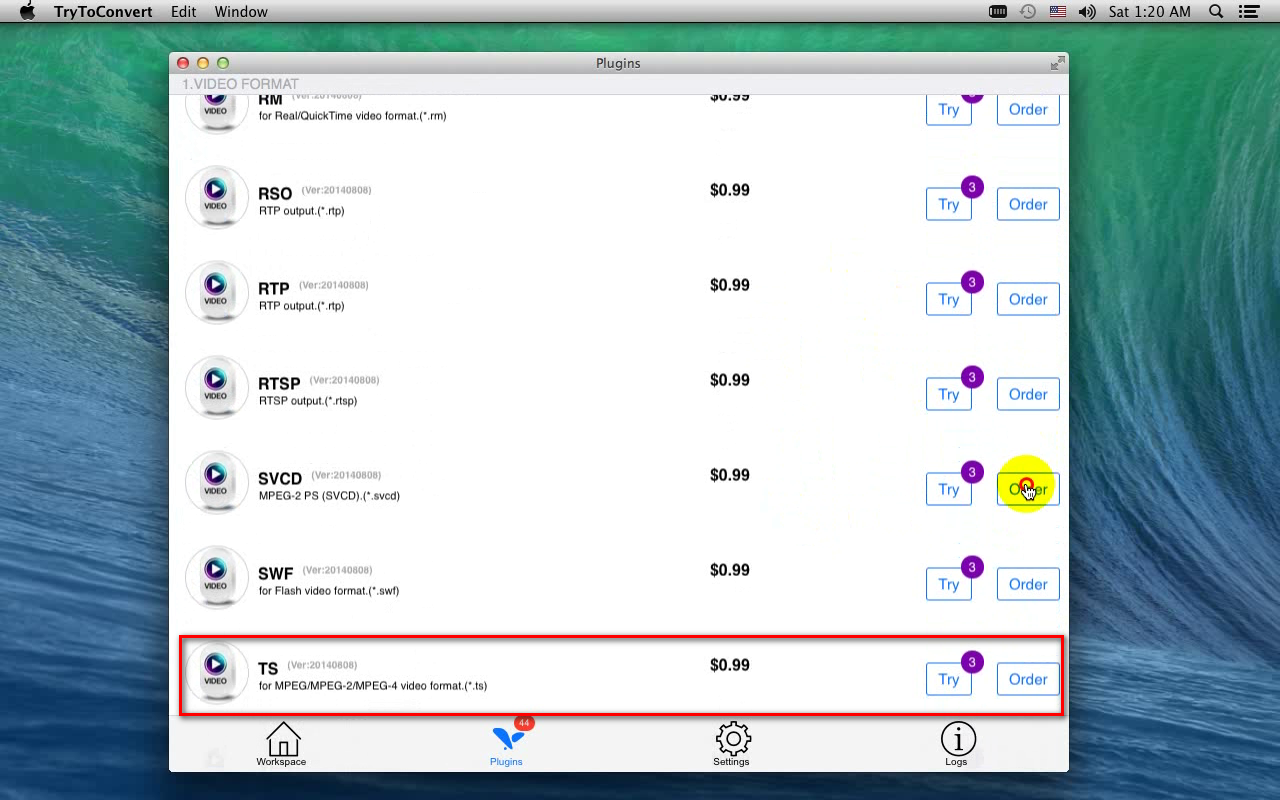 TryToConvert Edit Window Sat 1:20 AM
Plugins
1.VIDEO FORMAT
VIDEO RM (Ver:20140808) $0.99 Try Order
for Real/QuickTime video format.(*.rm)
VIDEO RSO (Ver:20140808) $0.99 Try 3 Order
RTP output.(*.rtp)
VIDEO RTP (Ver:20140808) $0.99 Try 3 Order
RTP output.(*.rtp)
VIDEO RTSP (Ver:20140808) $0.99 Try 3 Order
RTSP output.(*.rtsp)
VIDEO SVCD (Ver:20140808) $0.99 Try 3 Order
MPEG-2 PS (SVCD).(*.svcd)
VIDEO SWF (Ver:20140808) $0.99 Try 3 Order
for Flash video format.(*.swf)
VIDEO TS (Ver:20140808) $0.99 Try 3 Order
for MPEG/MPEG-2/MPEG-4 video format.(*.ts)
44
Workspace Plugins Settings Logs